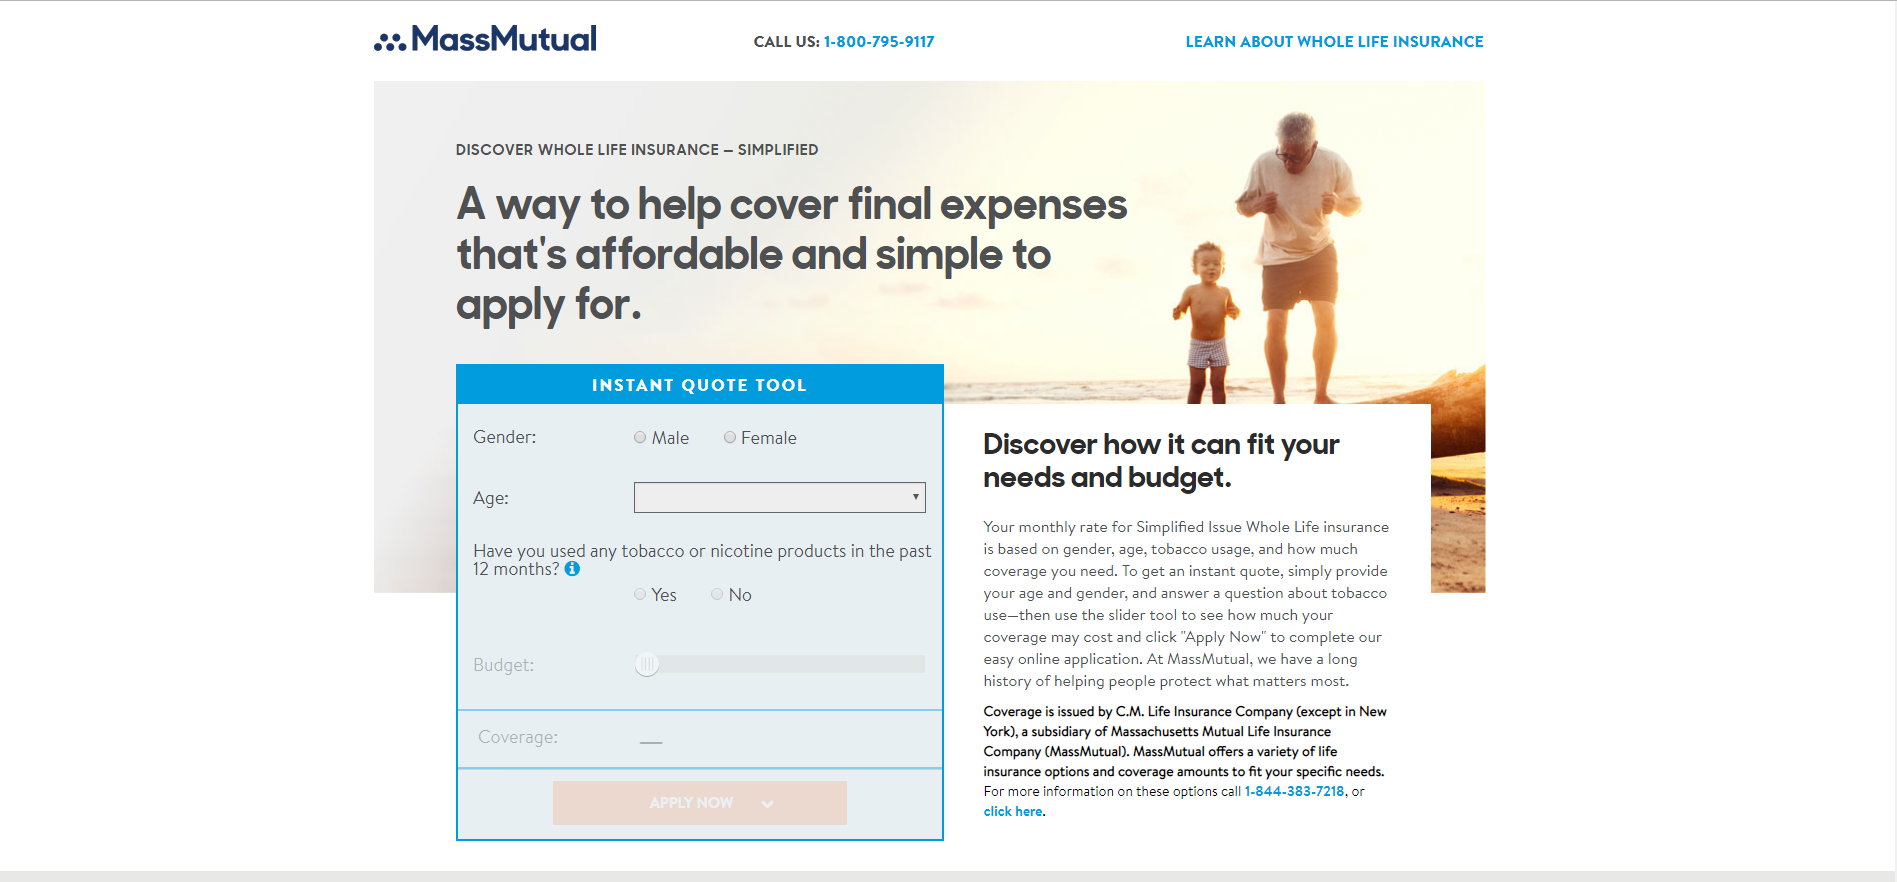 MassMutual
CALL US: 1-800-795-9117
LEARN ABOUT WHOLE LIFE INSURANCE
DISCOVER WHOLE LIFE INSURANCE – SIMPLIFIED
A way to help cover final expenses
that's affordable and simple to
apply for.
INSTANT QUOTE TOOL
Gender:
Male
Female
Age:
Have you used any tobacco or nicotine products in the past
12 months?
Yes
No
Budget:
Coverage:
—
APPLY NOW
Discover how it can fit your
needs and budget.
Your monthly rate for Simplified Issue Whole Life insurance
is based on gender, age, tobacco usage, and how much
coverage you need. To get an instant quote, simply provide
your age and gender, and answer a question about tobacco
use—then use the slider tool to see how much your
coverage may cost and click "Apply Now" to complete our
easy online application. At MassMutual, we have a long
history of helping people protect what matters most.
Coverage is issued by C.M. Life Insurance Company (except in New
York), a subsidiary of Massachusetts Mutual Life Insurance
Company (MassMutual). MassMutual offers a variety of life
insurance options and coverage amounts to fit your specific needs.
For more information on these options call 1-844-383-7218, or
click here.